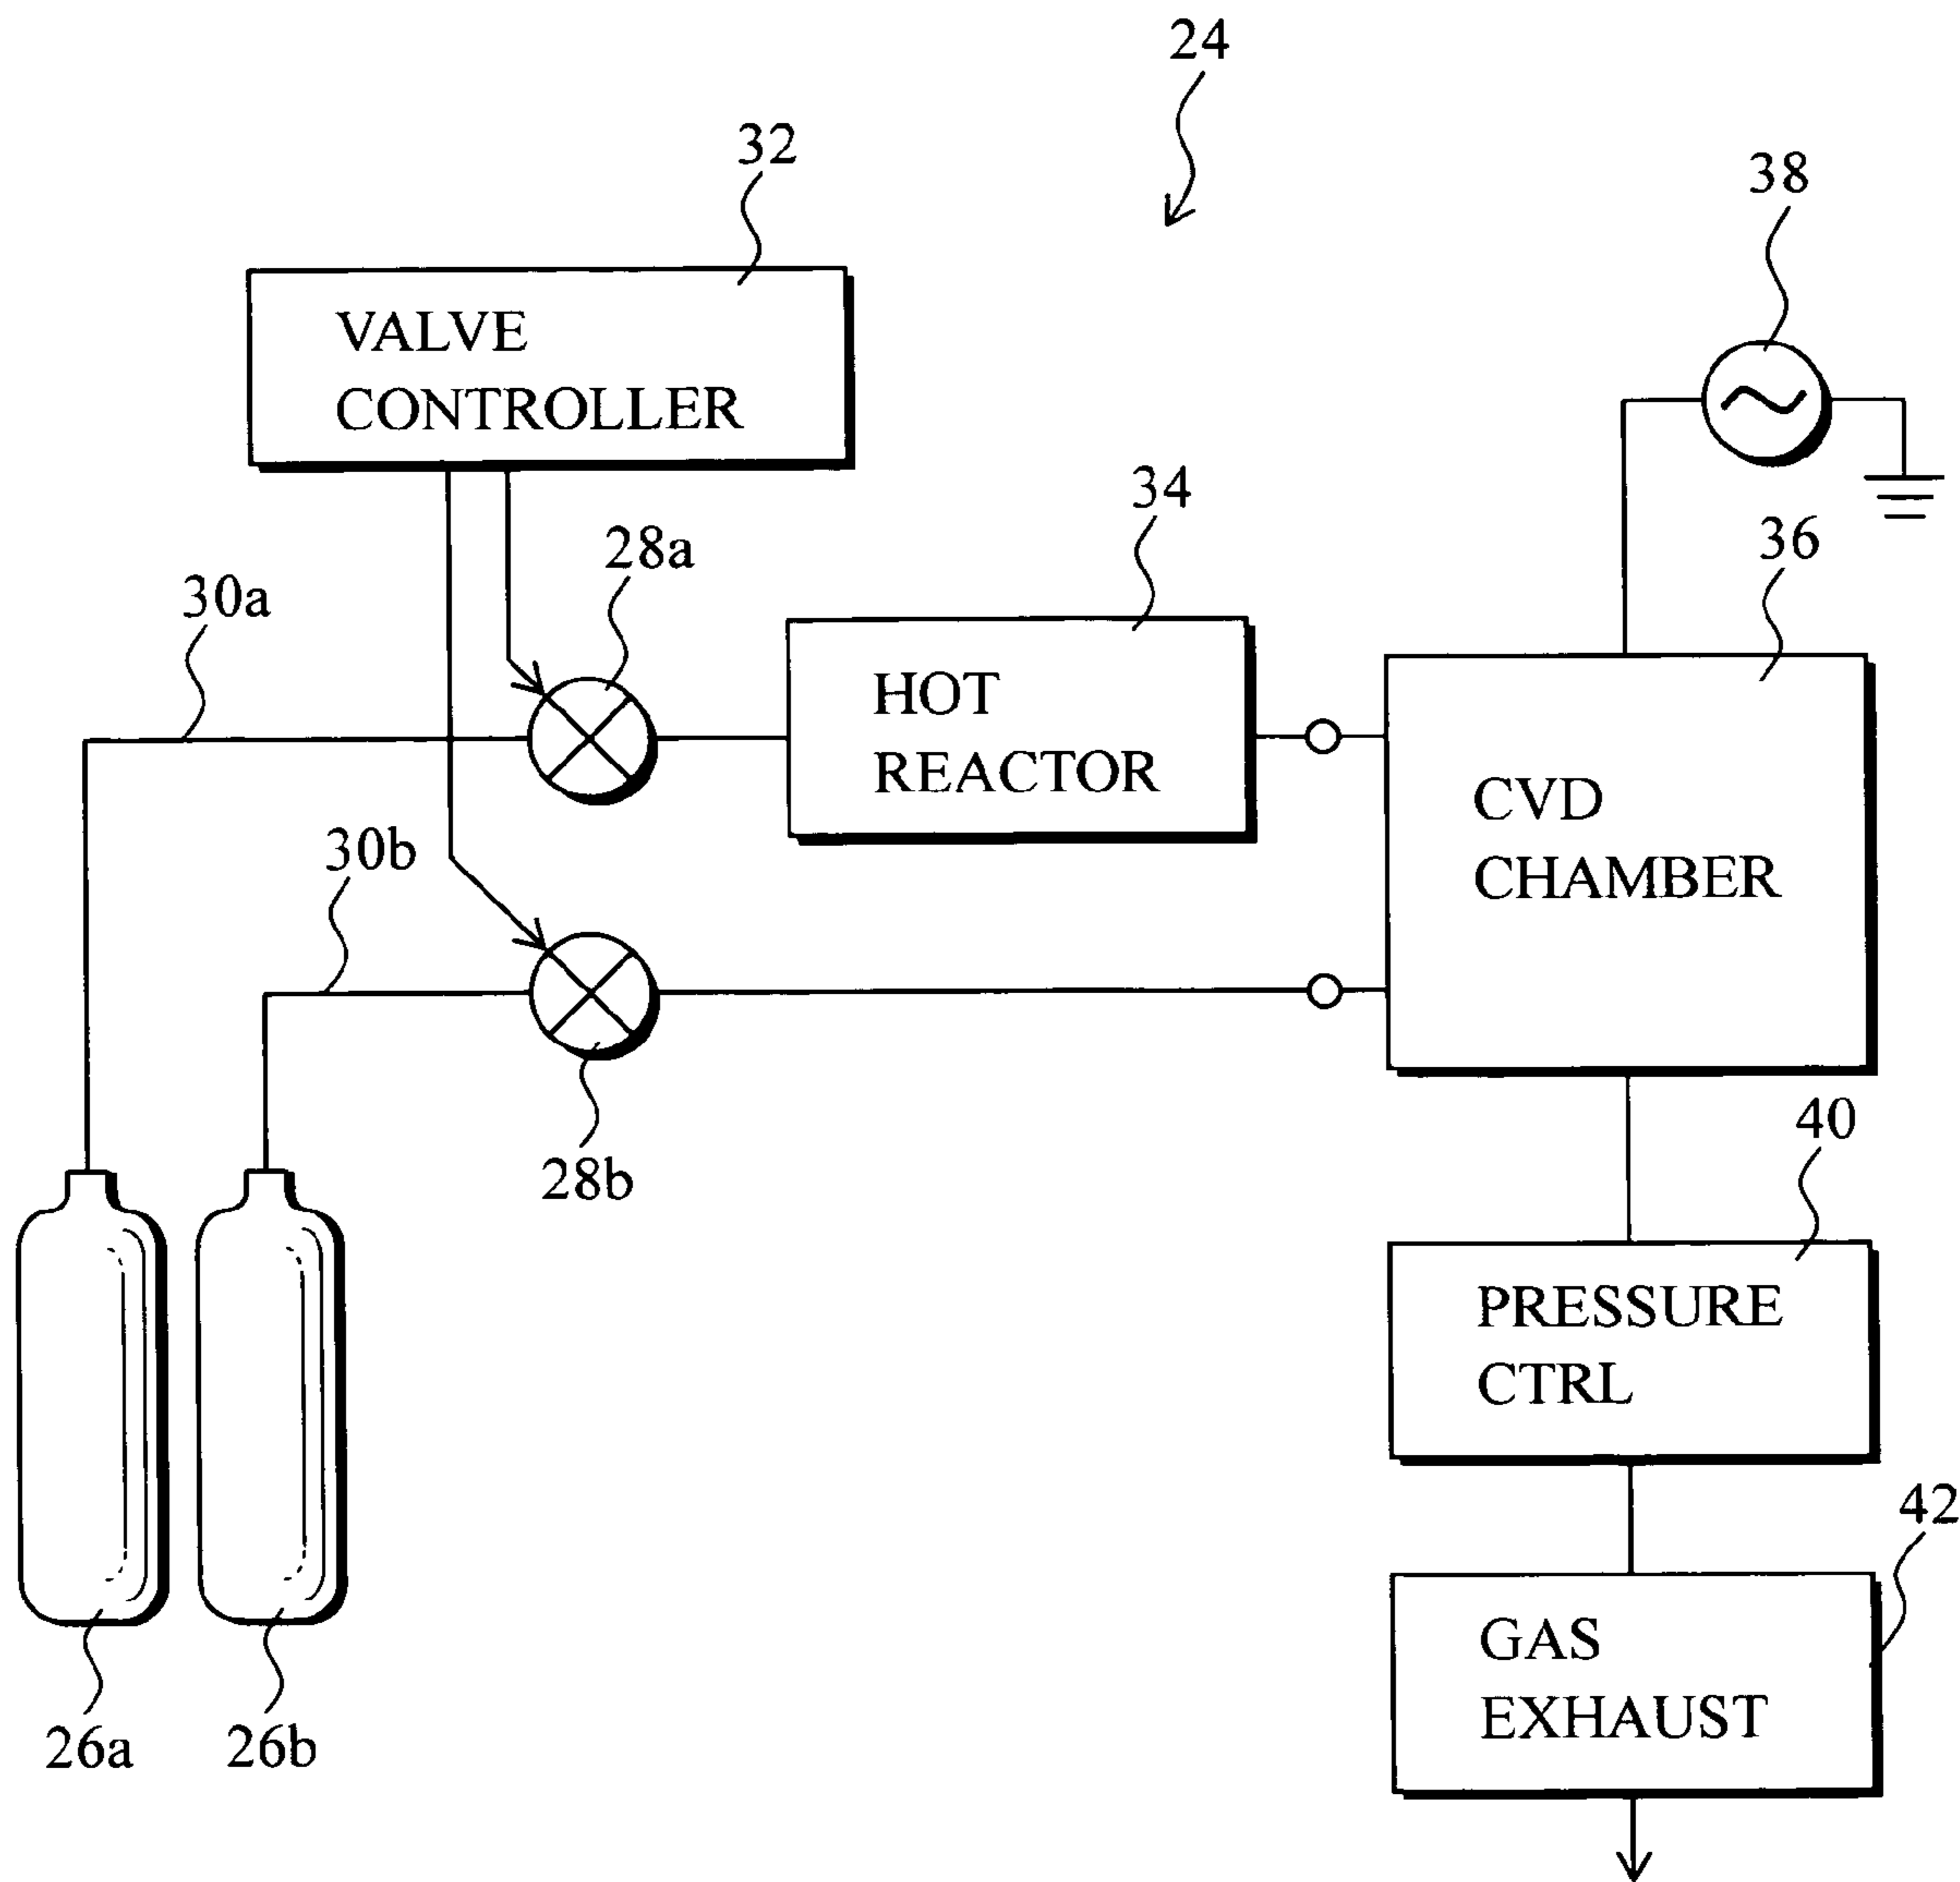 24
32
38
VALVE
CONTROLLER
34
28a
36
30a
HOT
REACTOR
CVD
CHAMBER
30b
40
28b
PRESSURE
CTRL
42
GAS
EXHAUST
26a
26b